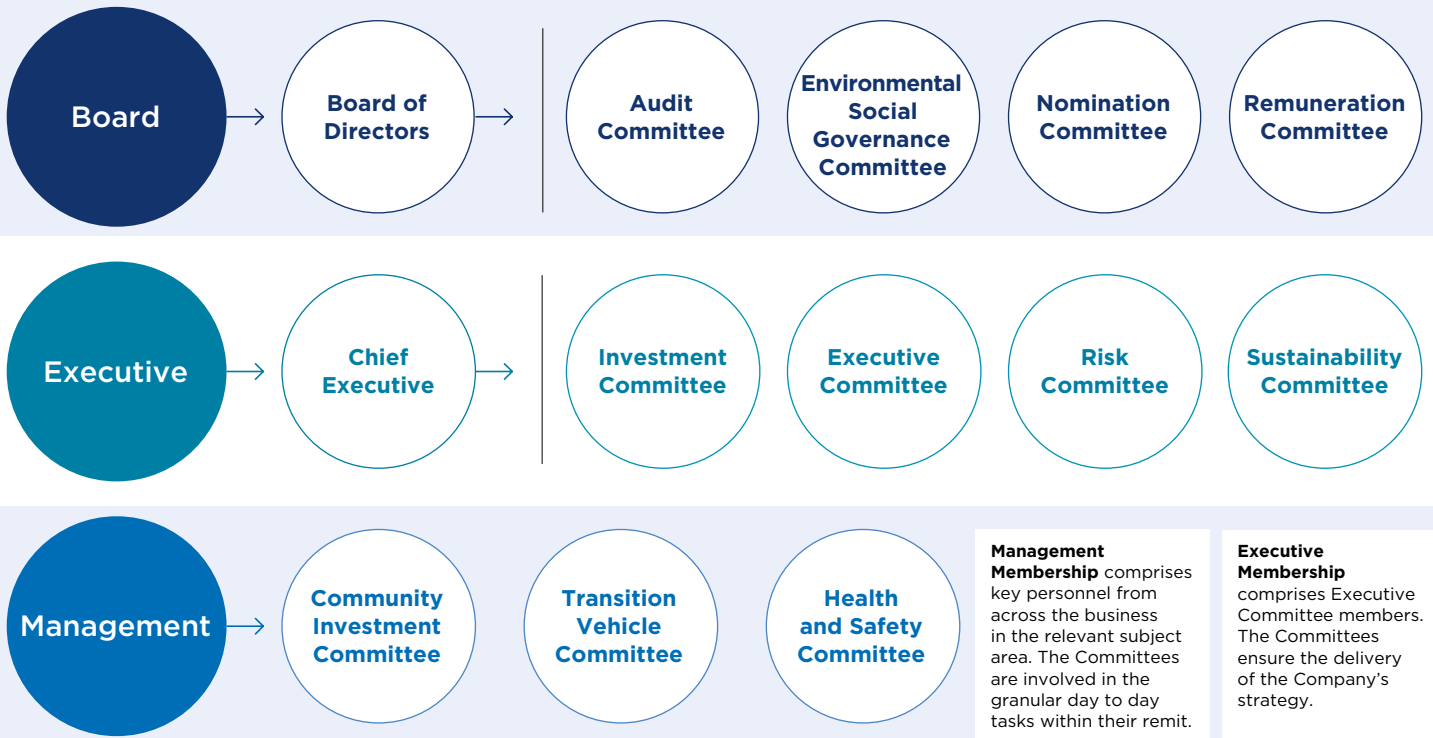 Board
Board of
Directors
Audit
Committee
Environmental
Social
Governance
Committee
Nomination
Committee
Remuneration
Committee
Executive
Chief
Executive
Investment
Committee
Executive
Committee
Risk
Committee
Sustainability
Committee
Management
Community
Investment
Committee
Transition
Vehicle
Committee
Health
and Safety
Committee
Management
Membership comprises
key personnel from
across the business
in the relevant subject
area. The Committees
are involved in the
granular day to day
tasks within their remit.
Executive
Membership
comprises Executive
Committee members.
The Committees
ensure the delivery
of the Company's
strategy.